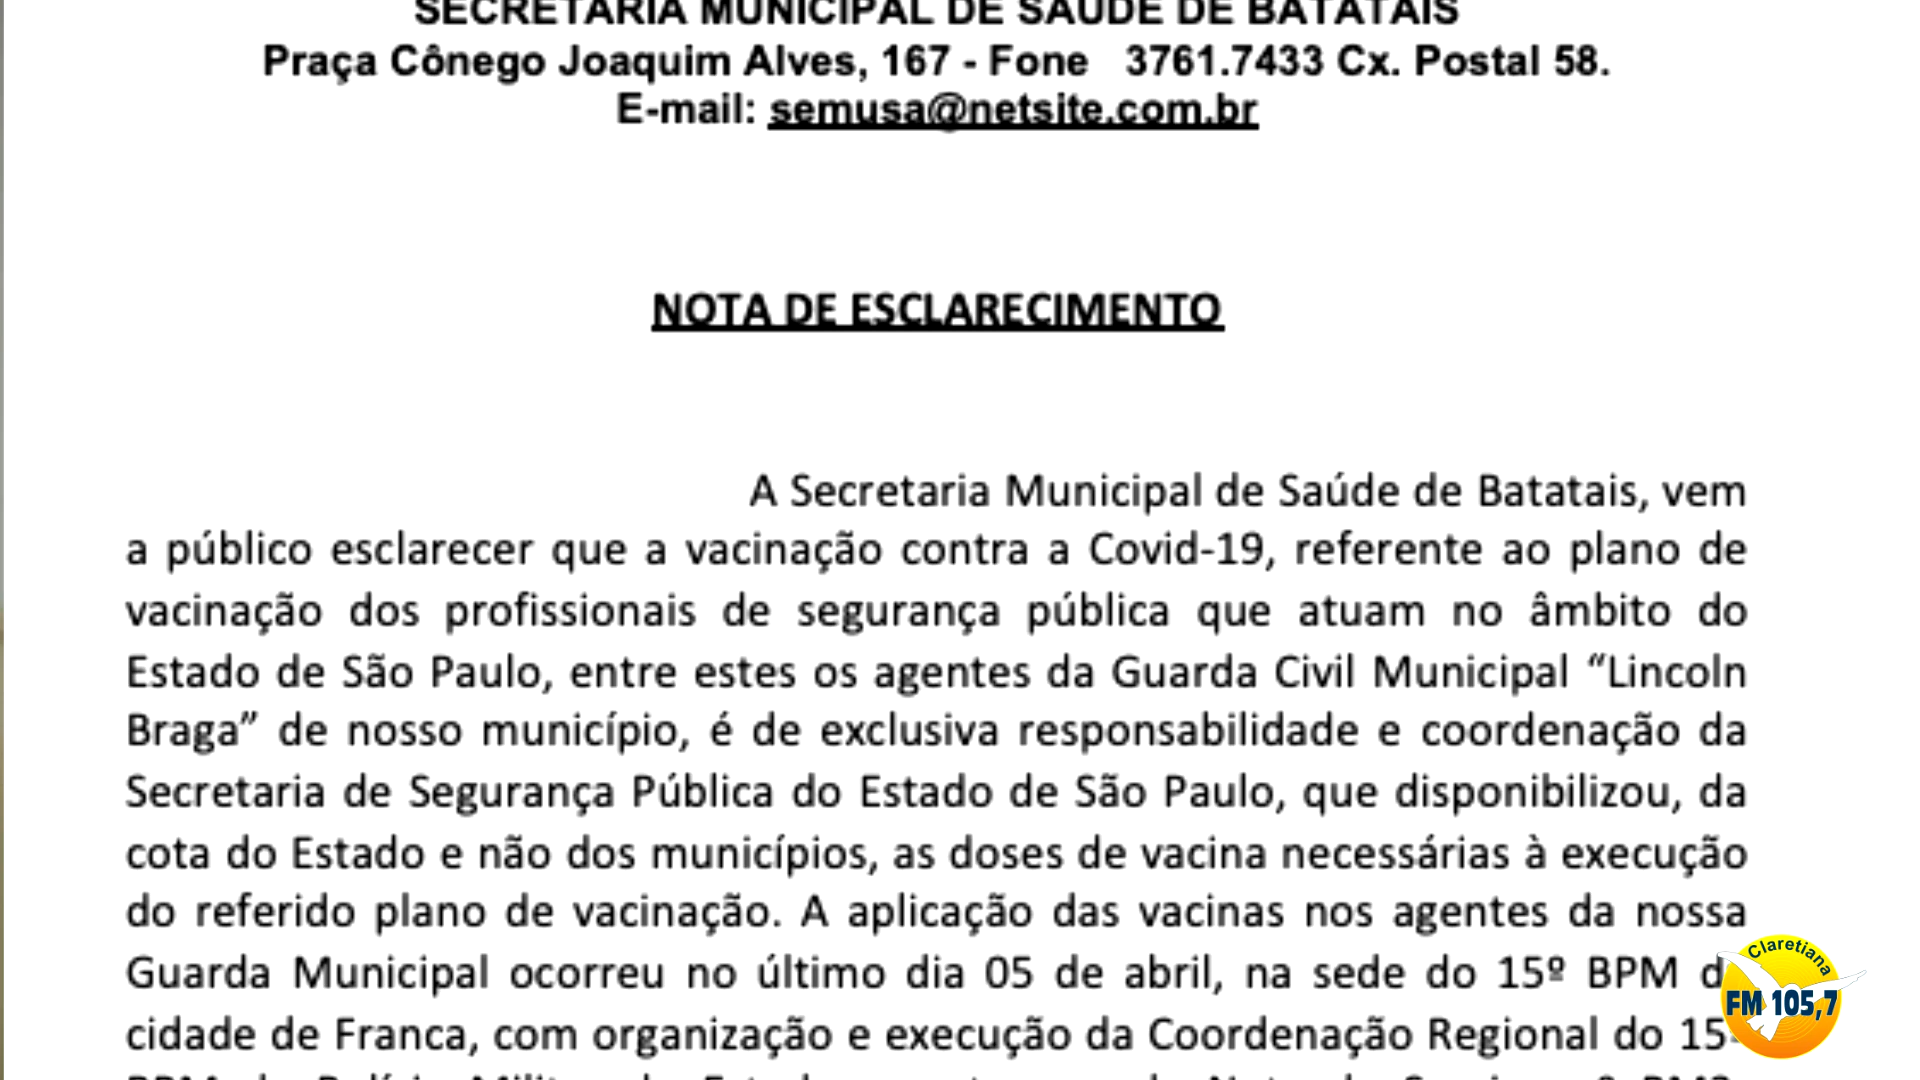 SECRETARIA MUNICIPAL DE SAÚDE DE BATATAIS
Praça Cônego Joaquim Alves, 167 - Fone 3761.7433 Cx. Postal 58.
E-mail: semusa@netsite.com.br
NOTA DE ESCLARECIMENTO
A Secretaria Municipal de Saúde de Batatais, vem
a público esclarecer que a vacinação contra a Covid-19, referente ao plano de
vacinação dos profissionais de segurança pública que atuam no âmbito do
Estado de São Paulo, entre estes os agentes da Guarda Civil Municipal “Lincoln
Braga” de nosso município, é de exclusiva responsabilidade e coordenação da
Secretaria de Segurança Pública do Estado de São Paulo, que disponibilizou, da
cota do Estado e não dos municípios, as doses de vacina necessárias à execução
do referido plano de vacinação. A aplicação das vacinas nos agentes da nossa
Guarda Municipal ocorreu no último dia 05 de abril, na sede do 15º BPM d
cidade de Franca, com organização e execução da Coordenação Regional do 15
Claretiana
FM 105,7